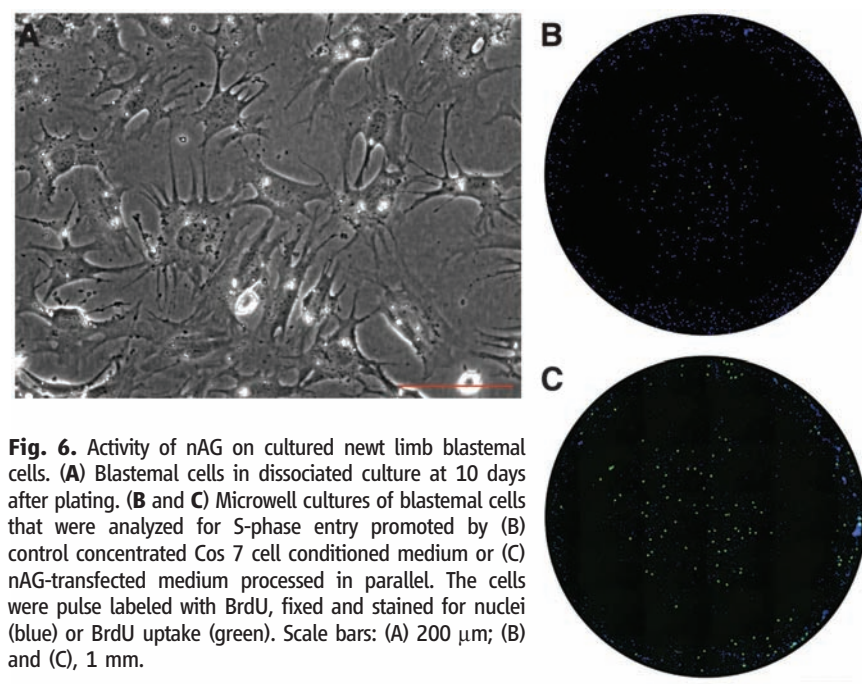 A
B
C
Fig. 6. Activity of nAG on cultured newt limb blastemal
cells. (A) Blastemal cells in dissociated culture at 10 days
after plating. (B and C) Microwell cultures of blastemal cells
that were analyzed for S-phase entry promoted by (B)
control concentrated Cos 7 cell conditioned medium or (C)
nAG-transfected medium processed in parallel. The cells
were pulse labeled with BrdU, fixed and stained for nuclei
(blue) or BrdU uptake (green). Scale bars: (A) 200 μm; (B)
and (C), 1 mm.